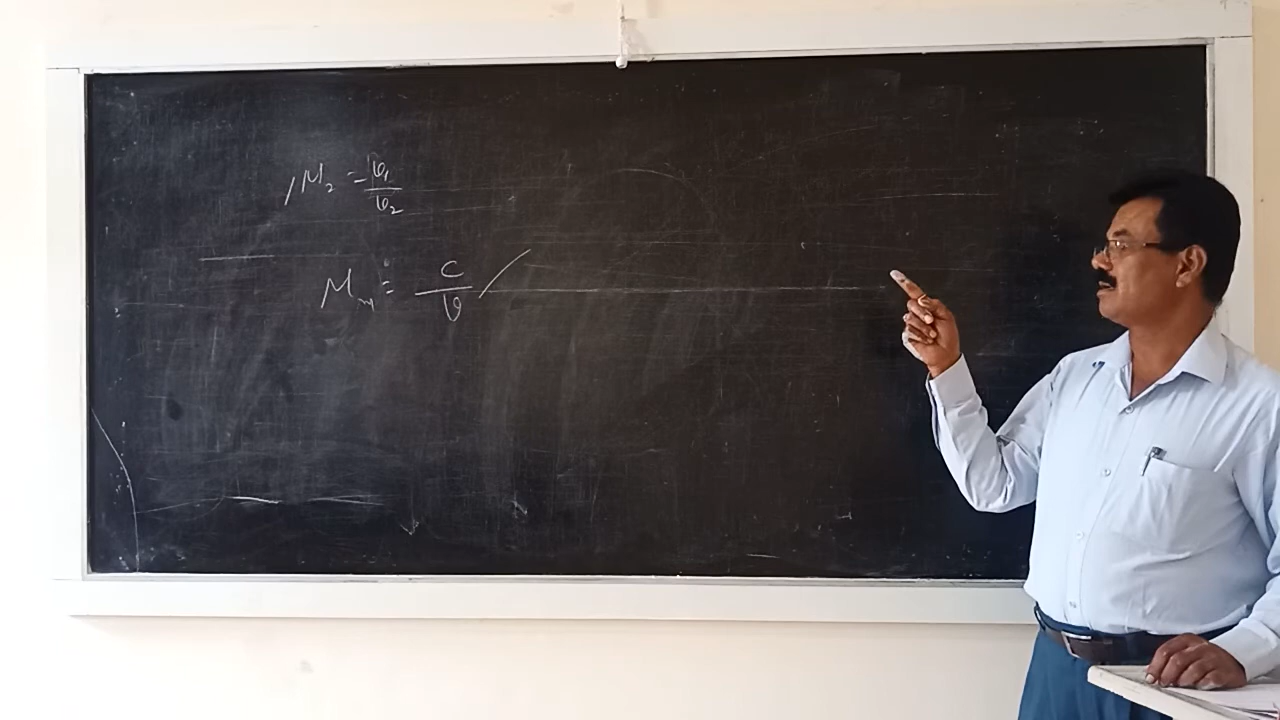 ₁μ₂ = v₁/v₂
μₘ = c/v